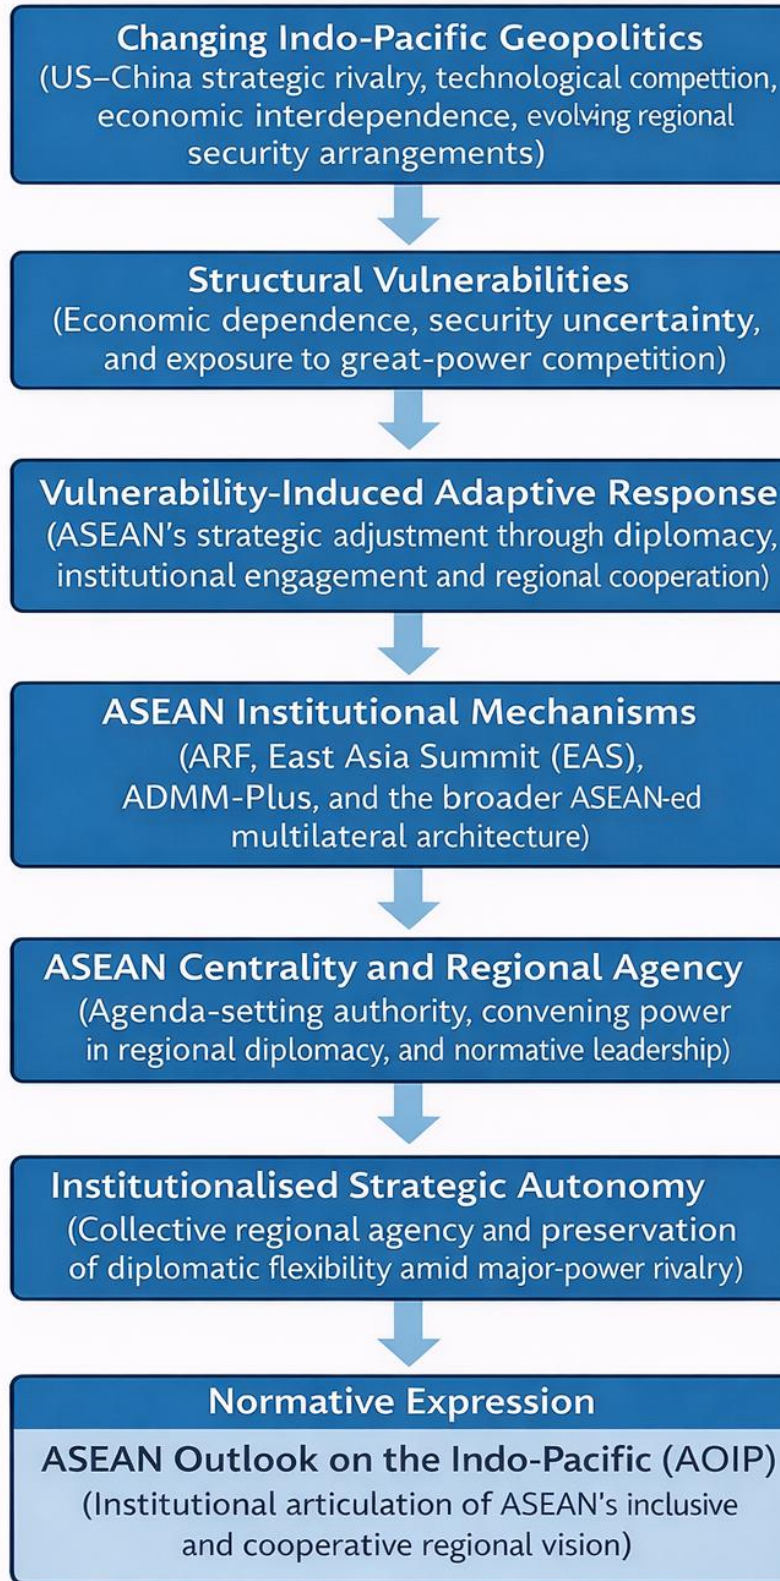 Changing Indo-Pacific Geopolitics
(US–China strategic rivalry, technological compettion,
economic interdependence, evolving regional
security arrangements)
Structural Vulnerabilities
(Economic dependence, security uncertainty,
and exposure to great-power competition)
Vulnerability-Induced Adaptive Response
(ASEAN's strategic adjustment through diplomacy,
institutional engagement and regional cooperation)
ASEAN Institutional Mechanisms
(ARF, East Asia Summit (EAS),
ADMM-Plus, and the broader ASEAN-ed
multilateral architecture)
ASEAN Centrality and Regional Agency
(Agenda-setting authority, convening power
in regional diplomacy, and normative leadership)
Institutionalised Strategic Autonomy
(Collective regional agency and preservation
of diplomatic flexibility amid major-power rivalry)
Normative Expression
ASEAN Outlook on the Indo-Pacific (AOIP)
(Institutional articulation of ASEAN's inclusive
and cooperative regional vision)